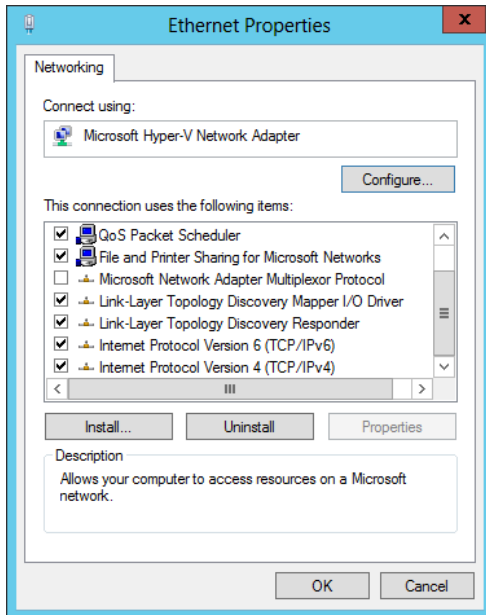 Ethernet Properties
x
Networking
Connect using:
Microsoft Hyper-V Network Adapter
Configure...
This connection uses the following items:
QoS Packet Scheduler
File and Printer Sharing for Microsoft Networks
Microsoft Network Adapter Multiplexor Protocol
Link-Layer Topology Discovery Mapper I/O Driver
Link-Layer Topology Discovery Responder
Internet Protocol Version 6 (TCP/IPv6)
Internet Protocol Version 4 (TCP/IPv4)
Install... Uninstall Properties
Description
Allows your computer to access resources on a Microsoft
network.
OK Cancel